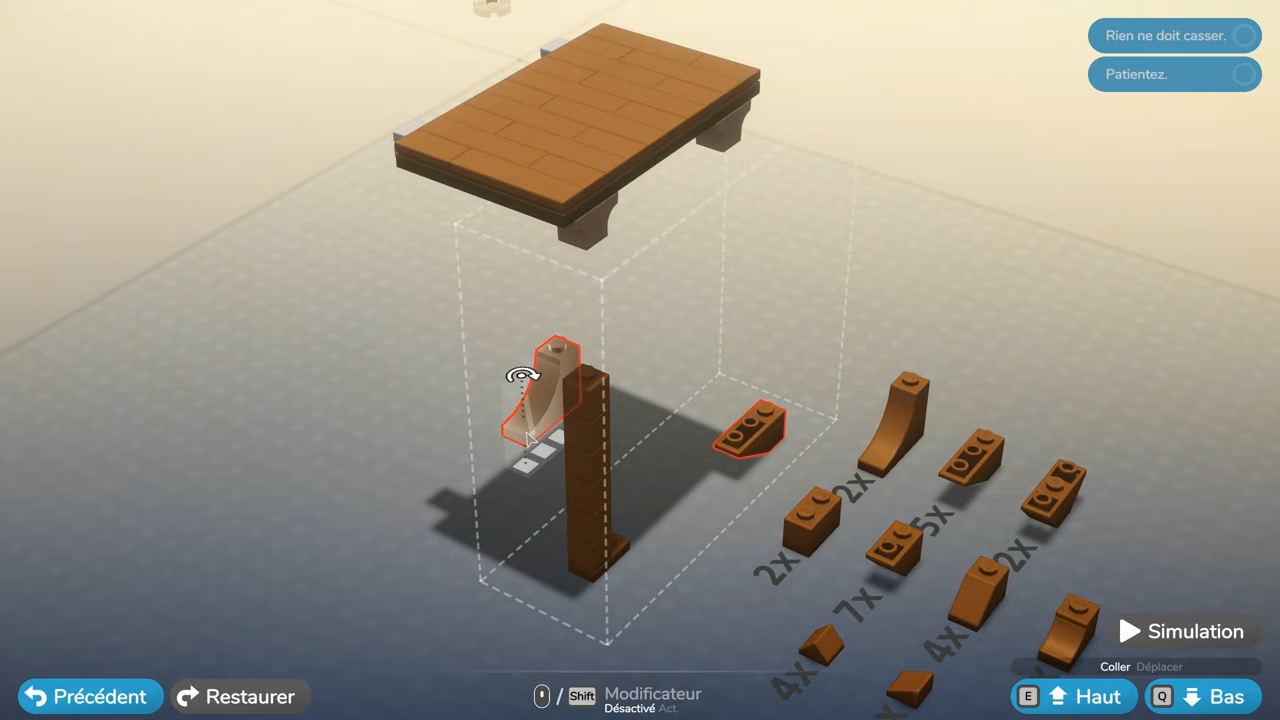 Rien ne doit casser.
Patientez.
2x
5x
2x
2x
7x
4x
4x
Simulation
Coller Déplacer
Précédent
Restaurer
/ Shift Modificateur
Désactivé Act.
E Haut
Q Bas